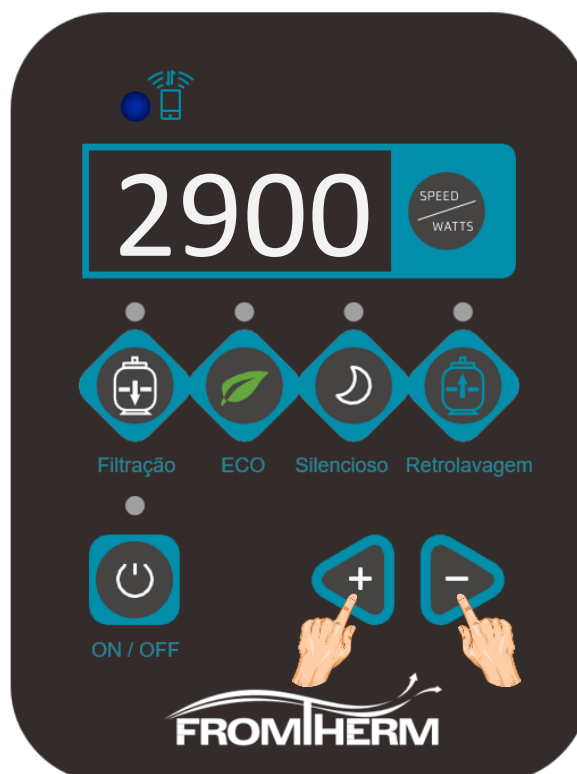 2900
SPEED
WATTS
Filtração ECO Silencioso Retrolavagem
+ -
ON / OFF
FROMTHERM